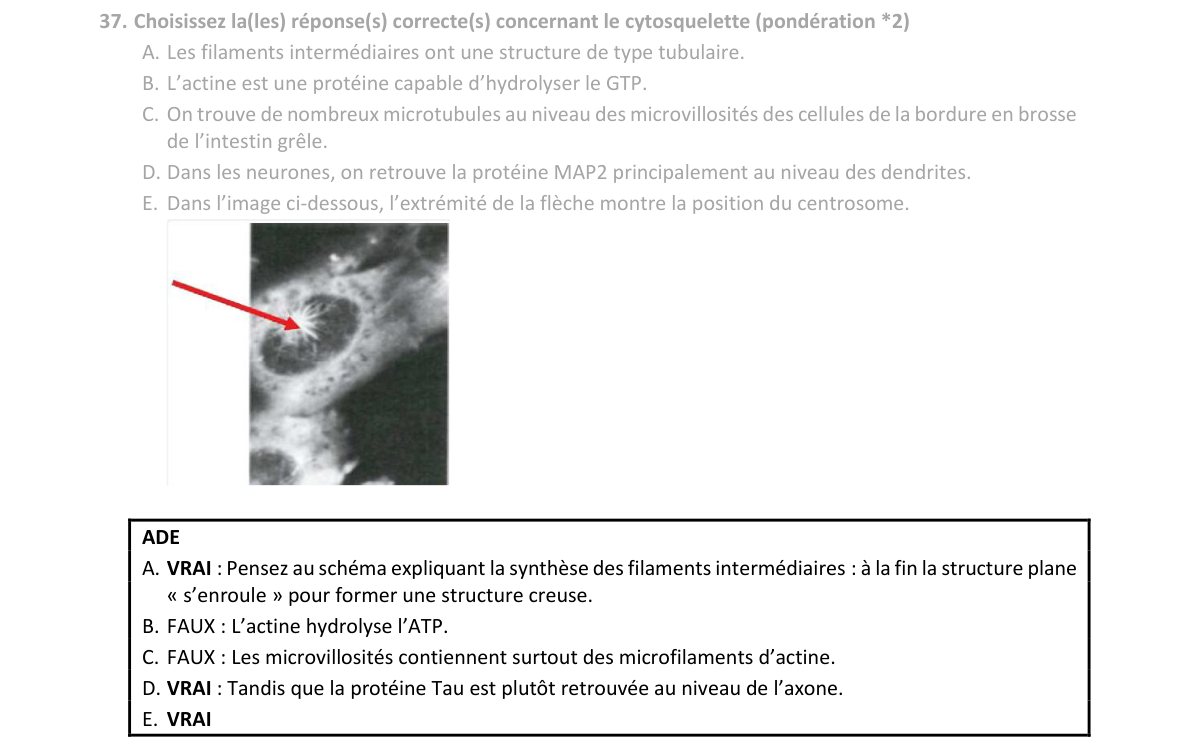 37. Choisissez la(les) réponse(s) correcte(s) concernant le cytosquelette (pondération *2)
A. Les filaments intermédiaires ont une structure de type tubulaire.
B. L’actine est une protéine capable d’hydrolyser le GTP.
C. On trouve de nombreux microtubules au niveau des microvillosités des cellules de la bordure en brosse
de l’intestin grêle.
D. Dans les neurones, on retrouve la protéine MAP2 principalement au niveau des dendrites.
E. Dans l’image ci-dessous, l’extrémité de la flèche montre la position du centrosome.
ADE
A. VRAI : Pensez au schéma expliquant la synthèse des filaments intermédiaires : à la fin la structure plane
« s’enroule » pour former une structure creuse.
B. FAUX : L’actine hydrolyse l’ATP.
C. FAUX : Les microvillosités contiennent surtout des microfilaments d’actine.
D. VRAI : Tandis que la protéine Tau est plutôt retrouvée au niveau de l’axone.
E. VRAI